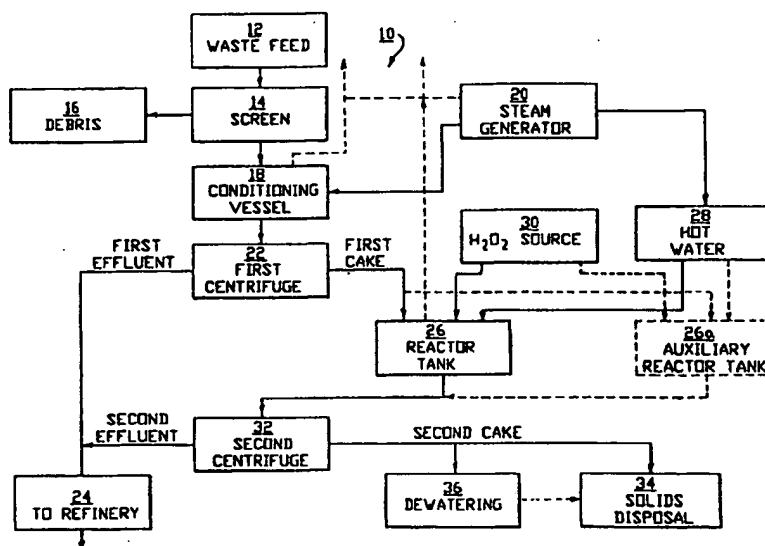 12
WASTE FEED
10
14
SCREEN
16
DEBRIS
20
STEAM
GENERATOR
18
CONDITIONING
VESSEL
30
H2O2 SOURCE
28
HOT
WATER
FIRST
EFFLUENT
22
FIRST
CENTRIFUGE
FIRST
CAKE
26
REACTOR
TANK
26a
AUXILIARY
REACTOR TANK
SECOND
EFFLUENT
32
SECOND
CENTRIFUGE
SECOND CAKE
24
TO REFINERY
36
DEWATERING
34
SOLIDS
DISPOSAL